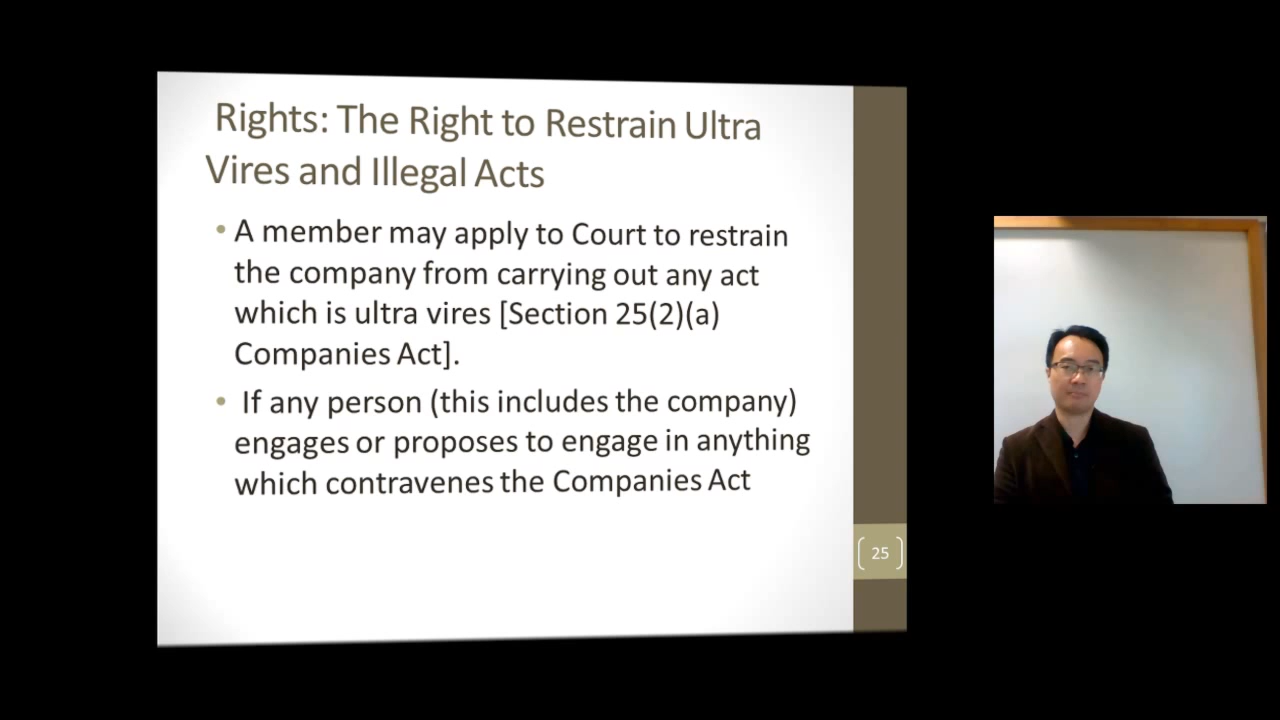 Rights: The Right to Restrain Ultra
Vires and Illegal Acts
• A member may apply to Court to restrain
the company from carrying out any act
which is ultra vires [Section 25(2)(a)
Companies Act].
• If any person (this includes the company)
engages or proposes to engage in anything
which contravenes the Companies Act
25